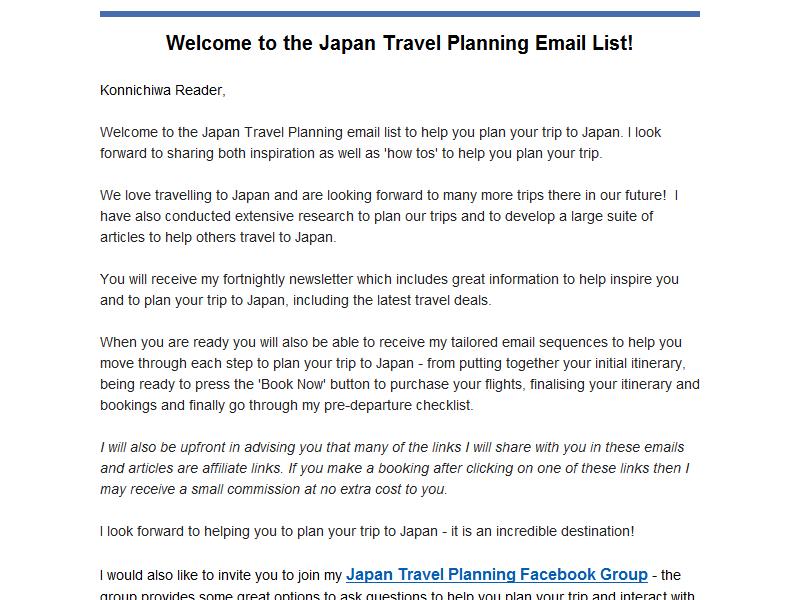 Welcome to the Japan Travel Planning Email List!
Konnichiwa Reader,
Welcome to the Japan Travel Planning email list to help you plan your trip to Japan. I look
forward to sharing both inspiration as well as 'how tos' to help you plan your trip.
We love travelling to Japan and are looking forward to many more trips there in our future!  I
have also conducted extensive research to plan our trips and to develop a large suite of
articles to help others travel to Japan.
You will receive my fortnightly newsletter which includes great information to help inspire you
and to plan your trip to Japan, including the latest travel deals.
When you are ready you will also be able to receive my tailored email sequences to help you
move through each step to plan your trip to Japan - from putting together your initial itinerary,
being ready to press the 'Book Now' button to purchase your flights, finalising your itinerary and
bookings and finally go through my pre-departure checklist.
I will also be upfront in advising you that many of the links I will share with you in these emails
and articles are affiliate links. If you make a booking after clicking on one of these links then I
may receive a small commission at no extra cost to you.
I look forward to helping you to plan your trip to Japan - it is an incredible destination!
I would also like to invite you to join my Japan Travel Planning Facebook Group - the
group provides some great options to ask questions to help you plan your trip and interact with